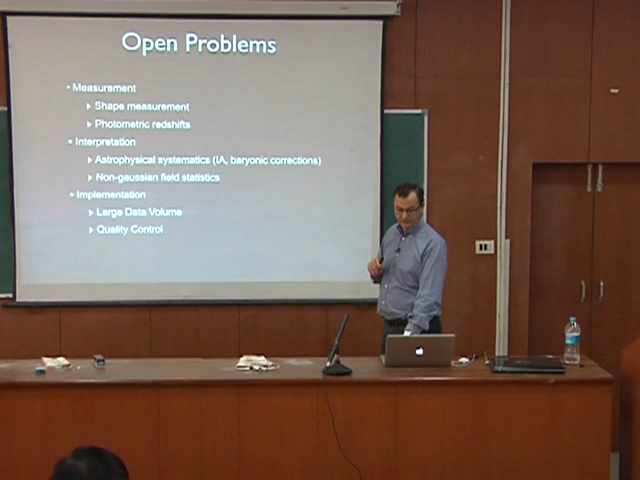 Open Problems
• Measurement
Shape measurement
Photometric redshifts
• Interpretation
Astrophysical systematics (IA, baryonic corrections)
Non-gaussian field statistics
• Implementation
Large Data Volume
Quality Control